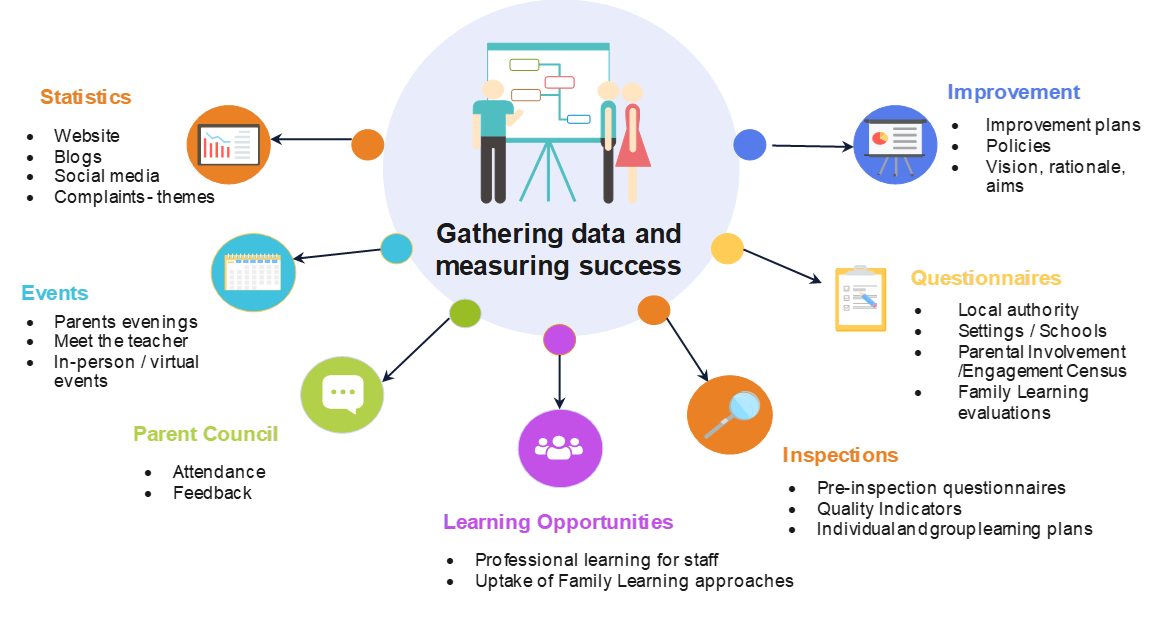 Gathering data and
measuring success
Statistics
• Website
• Blogs
• Social media
• Complaints - themes
Events
• Parents evenings
• Meet the teacher
• In-person / virtual
events
Parent Council
• Attendance
• Feedback
Learning Opportunities
• Professional learning for staff
• Uptake of Family Learning approaches
Inspections
• Pre-inspection questionnaires
• Quality Indicators
• Individual and group learning plans
Questionnaires
• Local authority
• Settings / Schools
• Parental Involvement
/Engagement Census
• Family Learning
evaluations
Improvement
• Improvement plans
• Policies
• Vision, rationale,
aims